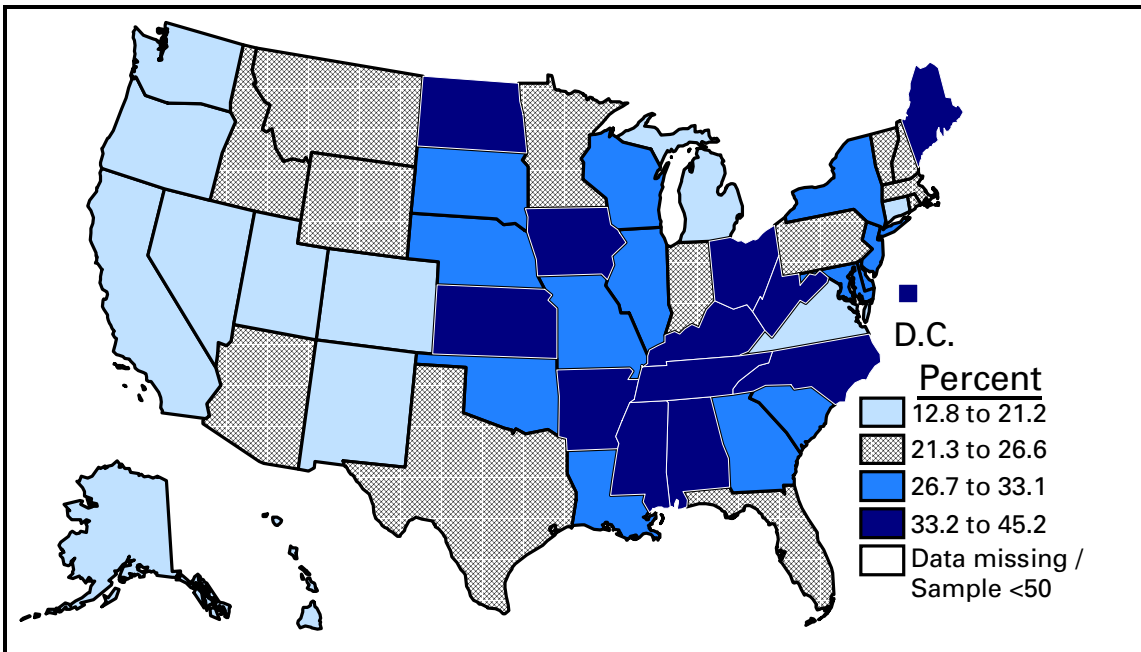 D.C.
Percent
12.8 to 21.2
21.3 to 26.6
26.7 to 33.1
33.2 to 45.2
Data missing /
Sample <50